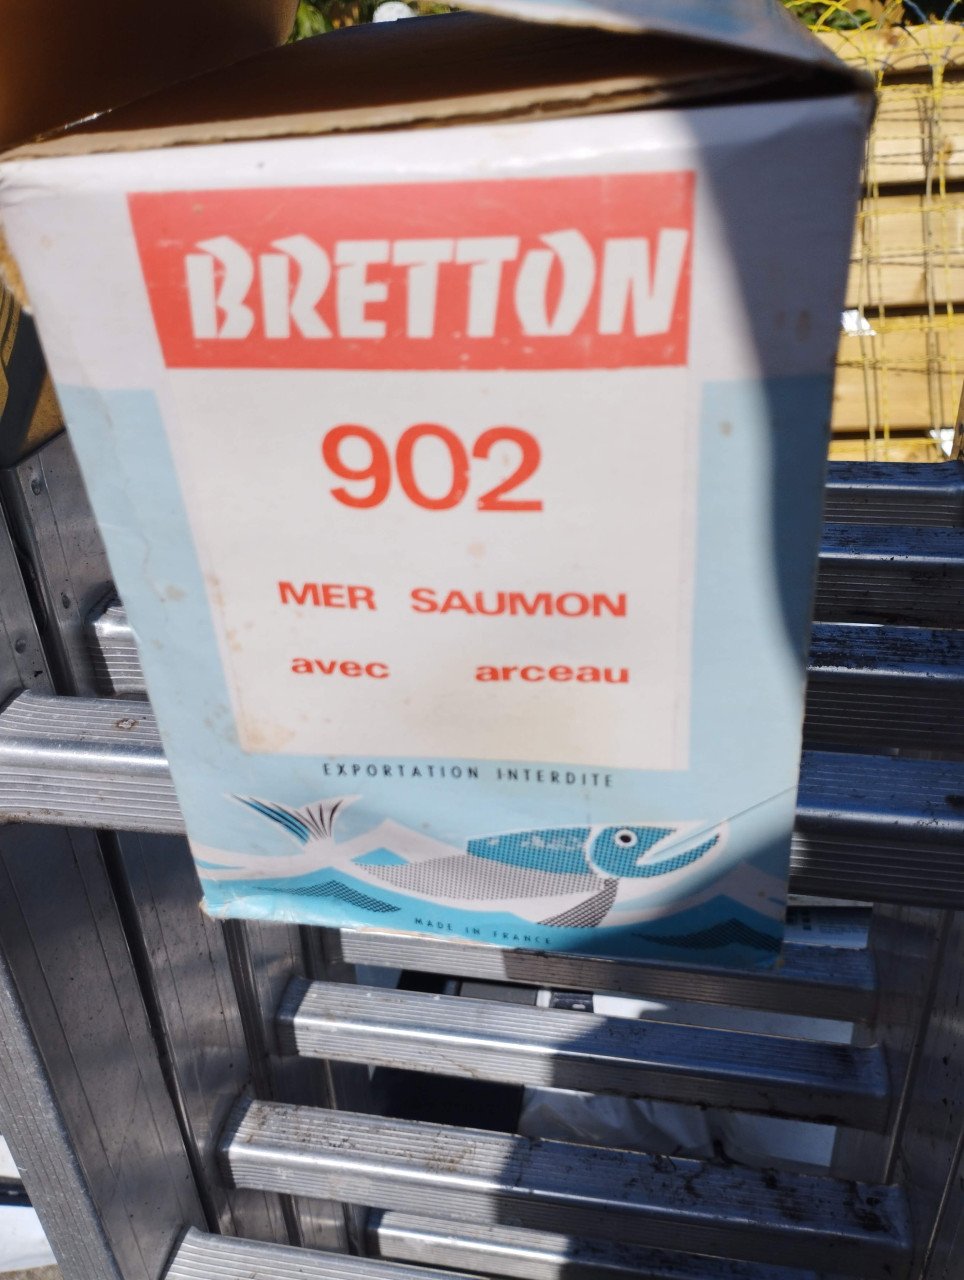 BRETTON
902
MER SAUMON
avec arceau
EXPORTATION INTERDITE
MADE IN FRANCE